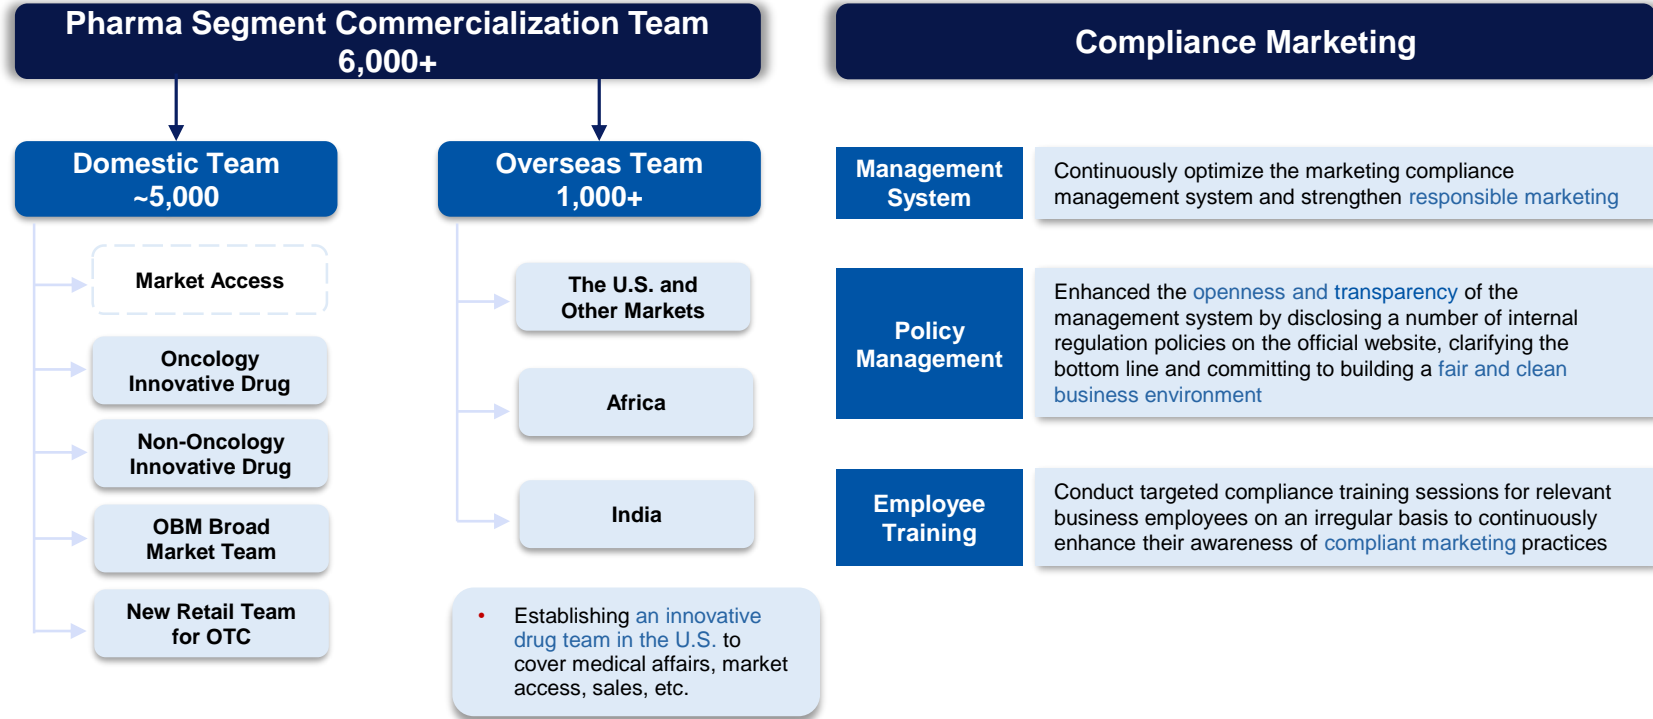 Pharma Segment Commercialization Team
6,000+
Domestic Team
~5,000
Market Access
Oncology
Innovative Drug
Non-Oncology
Innovative Drug
OBM Broad
Market Team
New Retail Team
for OTC
Overseas Team
1,000+
The U.S. and
Other Markets
Africa
India
• Establishing an innovative
drug team in the U.S. to
cover medical affairs, market
access, sales, etc.
Compliance Marketing
Management
System
Continuously optimize the marketing compliance
management system and strengthen responsible marketing
Policy
Management
Enhanced the openness and transparency of the
management system by disclosing a number of internal
regulation policies on the official website, clarifying the
bottom line and committing to building a fair and clean
business environment
Employee
Training
Conduct targeted compliance training sessions for relevant
business employees on an irregular basis to continuously
enhance their awareness of compliant marketing practices